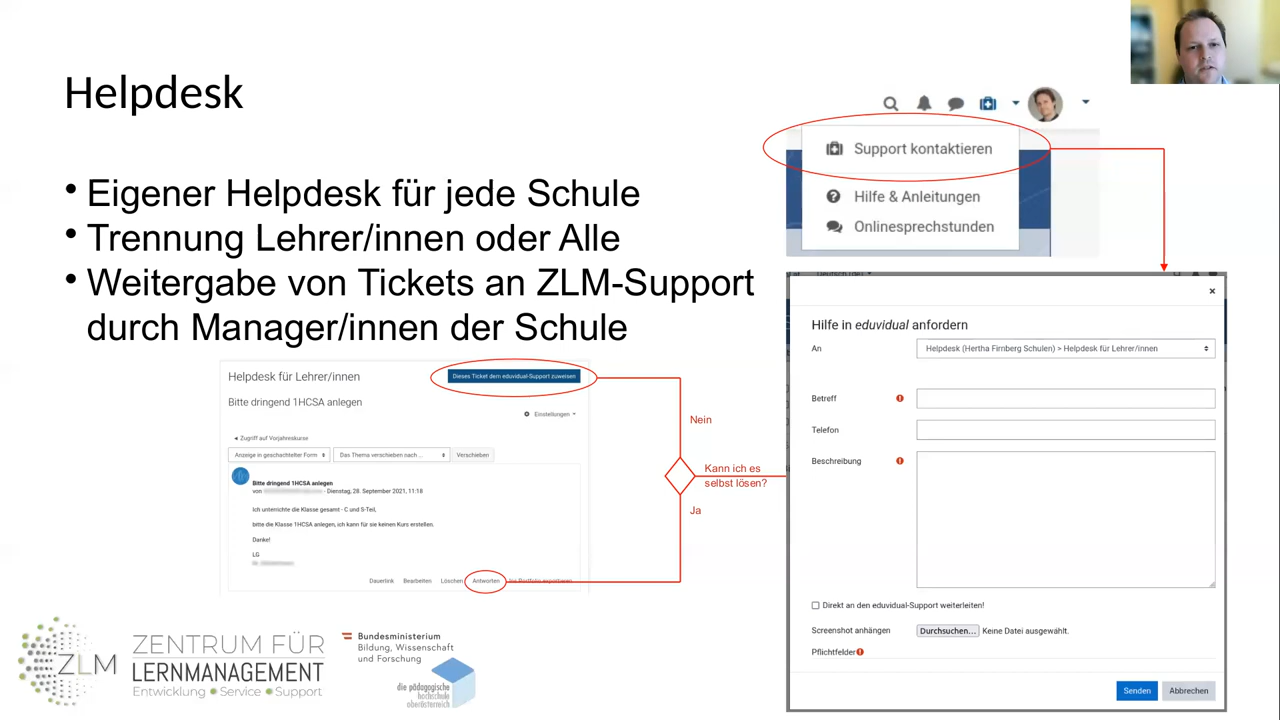 Helpdesk
• Eigener Helpdesk für jede Schule
• Trennung Lehrer/innen oder Alle
• Weitergabe von Tickets an ZLM-Support
durch Manager/innen der Schule
Support kontaktieren
Hilfe & Anleitungen
Onlinesprechstunden
Helpdesk für Lehrer/innen
Dieses Ticket dem eduvidual-Support zuweisen
Bitte dringend 1HCSA anlegen
Einstellungen
◄ Zugriff auf Vorjahreskurse
Anzeige in geschachtelter Form
Das Thema verschieben nach ...
Verschieben
Bitte dringend 1HCSA anlegen
von - Dienstag, 28. September 2021, 11:18
Ich unterrichte die Klasse gesamt - C und S-Teil,
bitte die Klasse 1HCSA anlegen, ich kann für sie keinen Kurs erstellen.
Danke!
LG
Dauerlink Bearbeiten Löschen Antworten Ins Portfolio exportieren
Nein
Kann ich es
selbst lösen?
Ja
×
Hilfe in eduvidual anfordern
An
Helpdesk (Hertha Firnberg Schulen) > Helpdesk für Lehrer/innen
Betreff
Telefon
Beschreibung
Direkt an den eduvidual-Support weiterleiten!
Screenshot anhängen Durchsuchen... Keine Datei ausgewählt.
Pflichtfelder
Senden Abbrechen
ZLM
ZENTRUM FÜR
LERNMANAGEMENT
Entwicklung • Service • Support
Bundesministerium
Bildung, Wissenschaft
und Forschung
die pädagogische
hochschule
oberösterreich